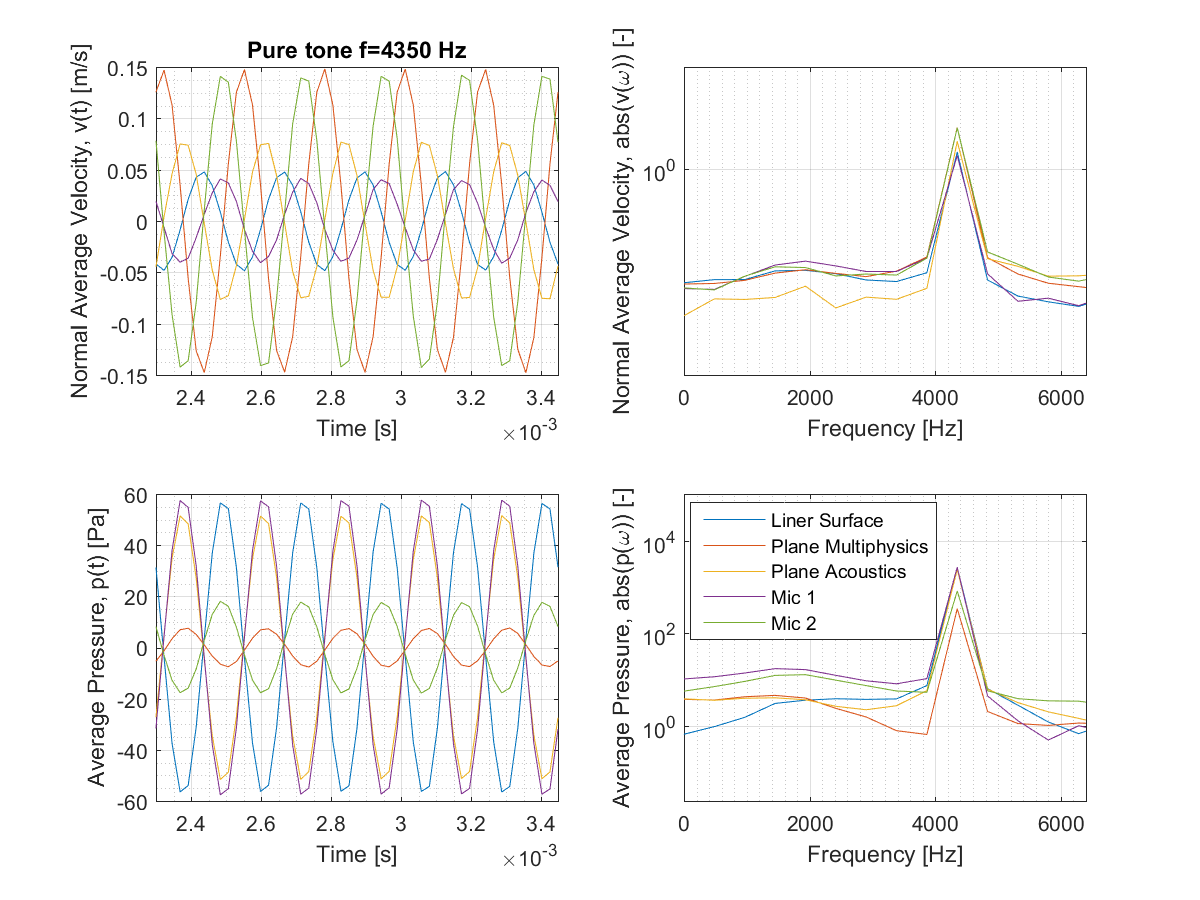 Pure tone f=4350 Hz
Normal Average Velocity, v(t) [m/s]
0.15
0.1
0.05
0
-0.05
-0.1
-0.15
2.4 2.6 2.8 3 3.2 3.4
Time [s]
×10-3
Normal Average Velocity, abs(v(ω)) [-]
100
0 2000 4000 6000
Frequency [Hz]
Average Pressure, p(t) [Pa]
60
40
20
0
-20
-40
-60
2.4 2.6 2.8 3 3.2 3.4
Time [s]
×10-3
Average Pressure, abs(p(ω)) [-]
104
102
100
Liner Surface
Plane Multiphysics
Plane Acoustics
Mic 1
Mic 2
0 2000 4000 6000
Frequency [Hz]